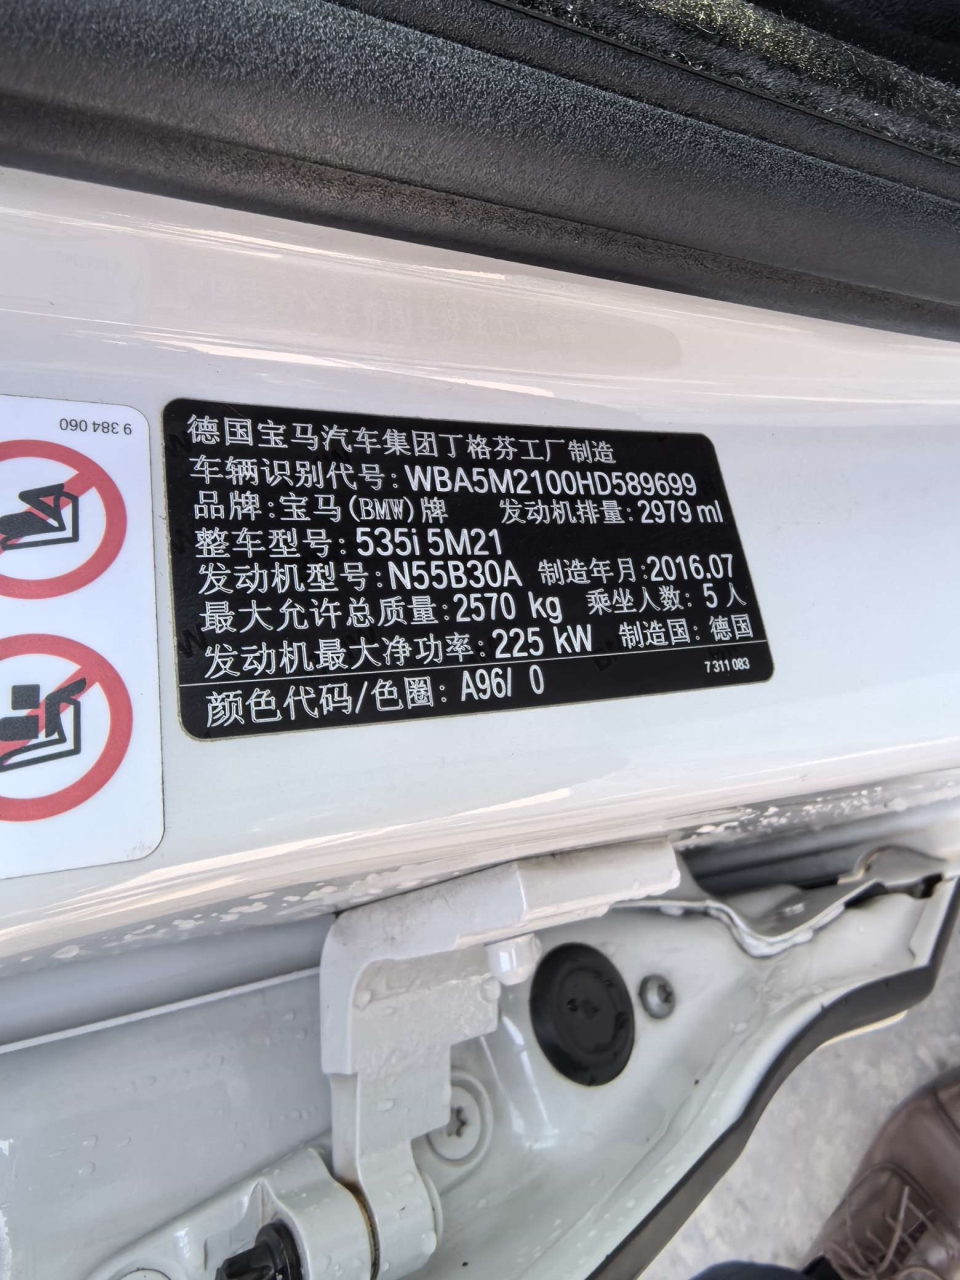 9 384 060
德国宝马汽车集团丁格芬工厂制造
车辆识别代号: WBA5M2100HD589699
品牌:宝马(BMW)牌 发动机排量: 2979 ml
整车型号: 535i 5M21
发动机型号: N55B30A 制造年月:2016.07
最大允许总质量: 2570 kg 乘坐人数: 5 人
发动机最大净功率: 225 kW 制造国: 德国
颜色代码/色圈: A96/ 0 7 311 083